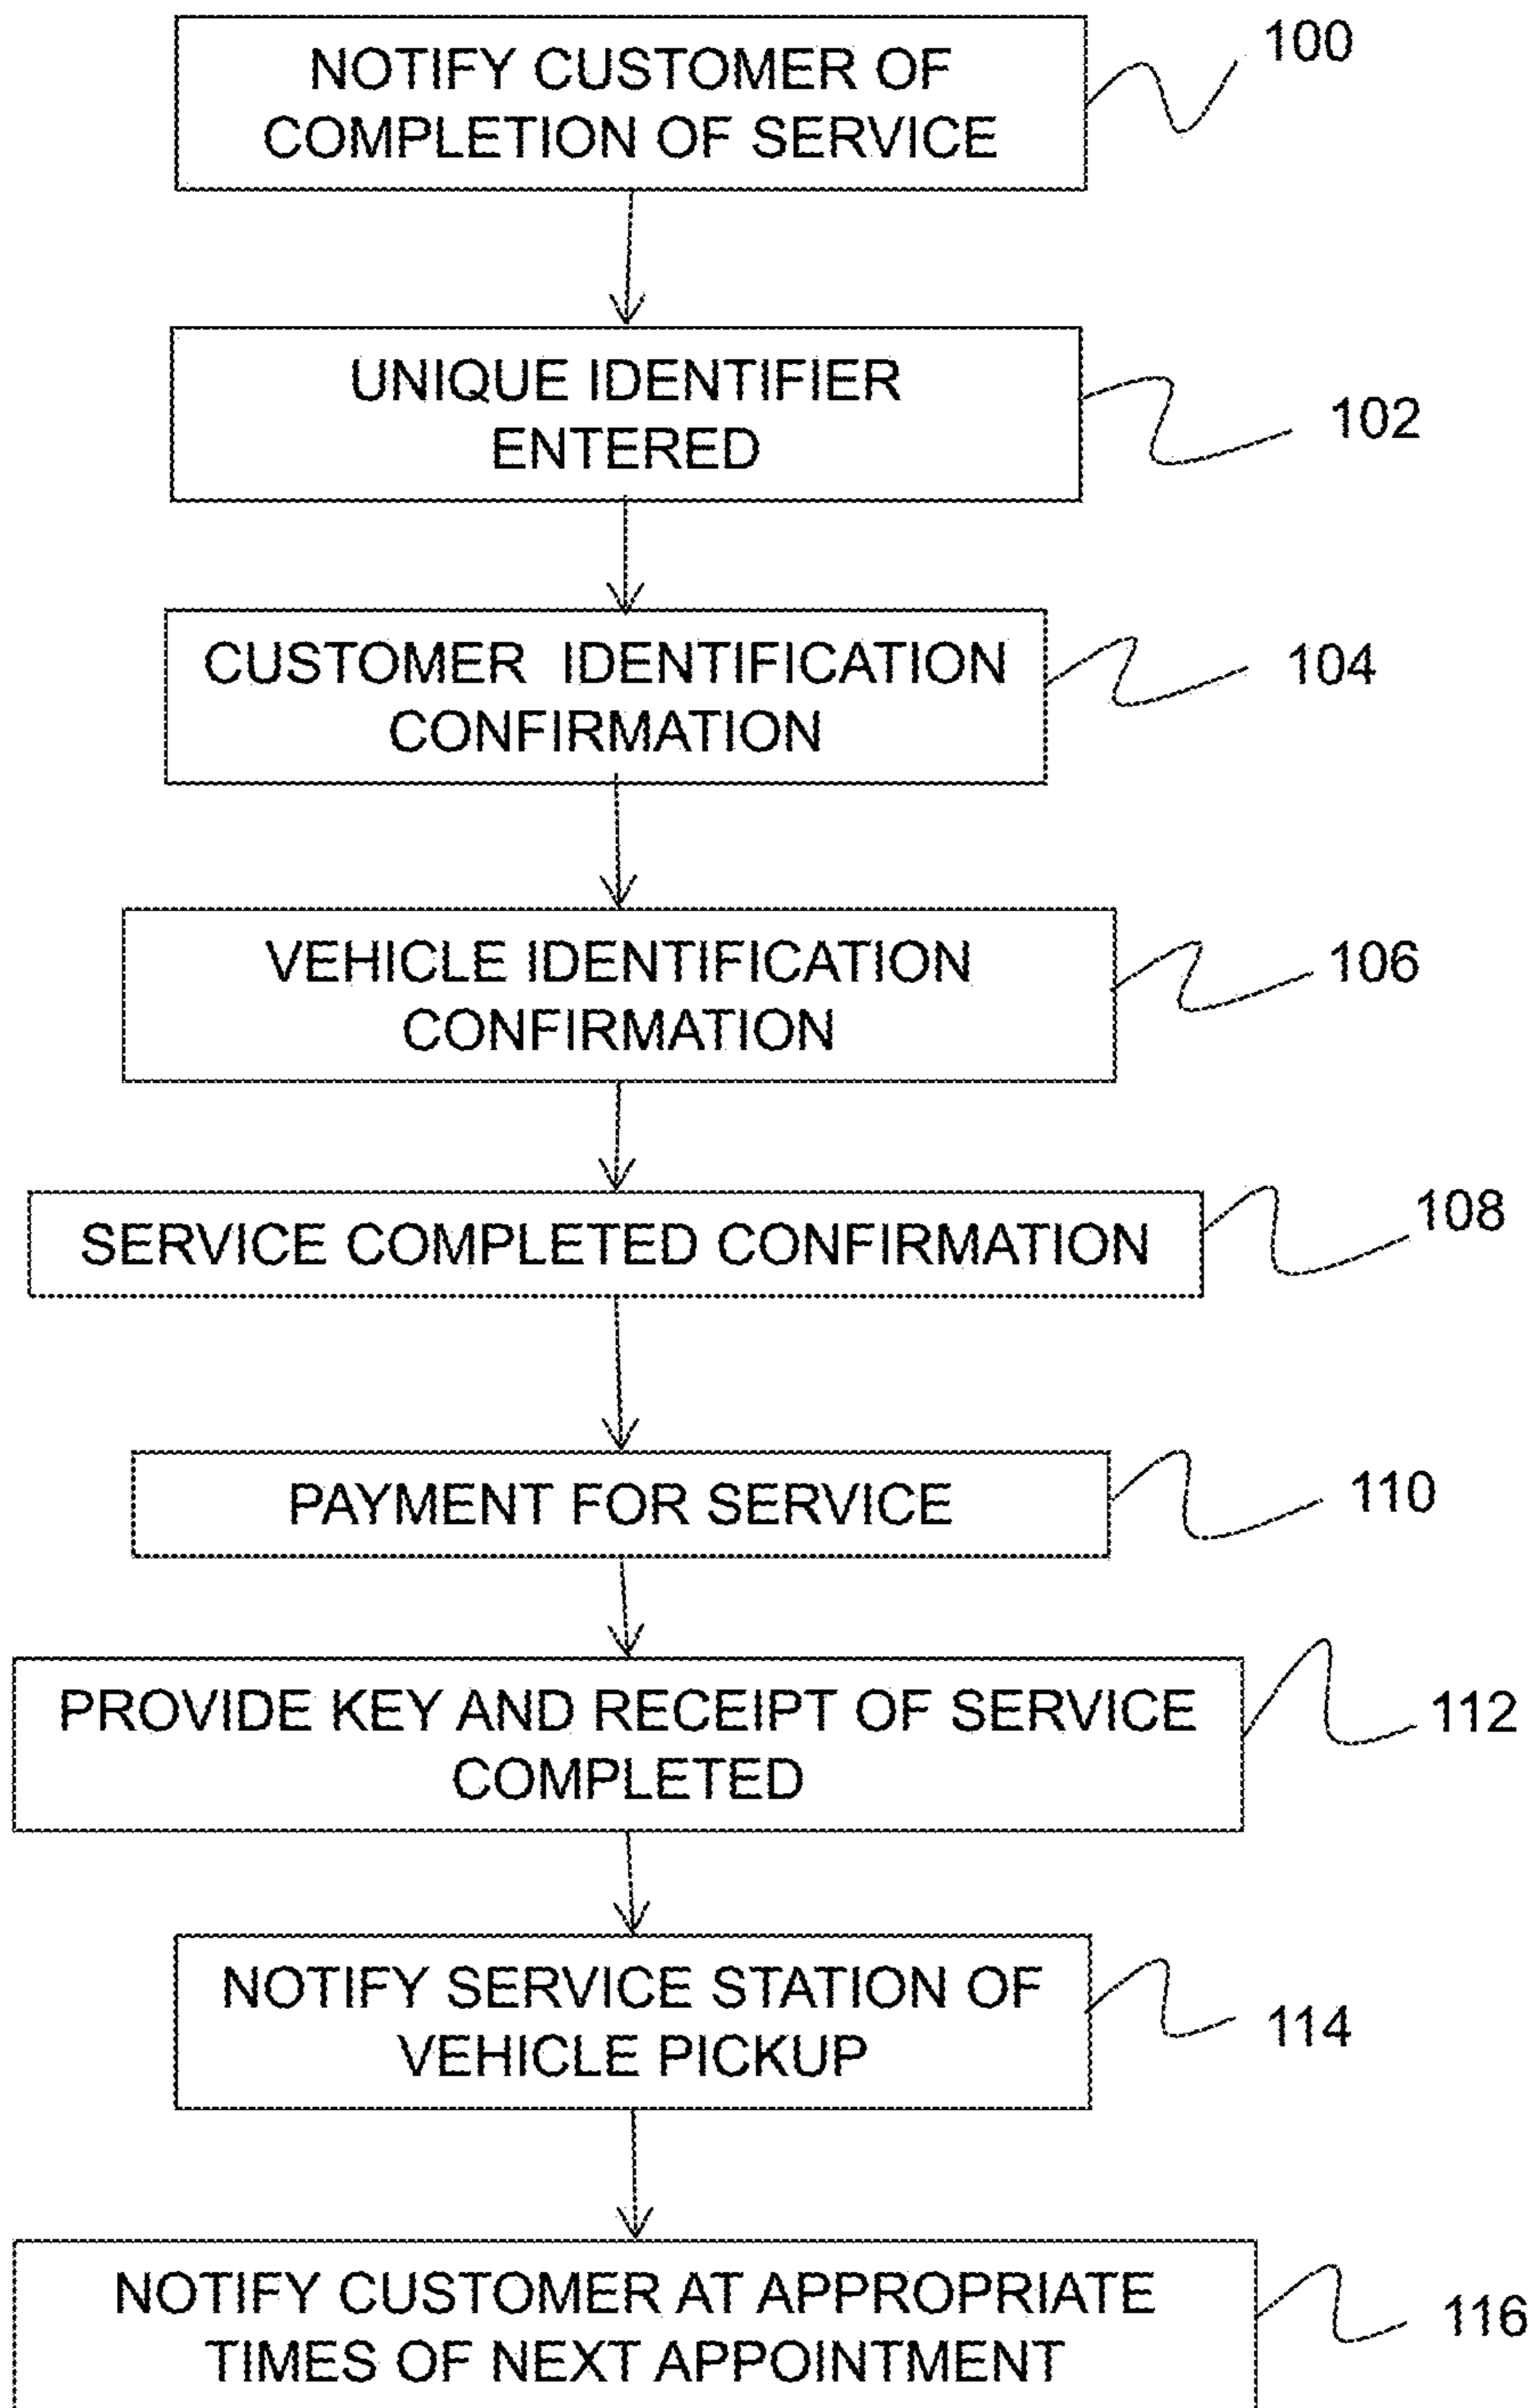 NOTIFY CUSTOMER OF
COMPLETION OF SERVICE
100
UNIQUE IDENTIFIER
ENTERED
102
CUSTOMER IDENTIFICATION
CONFIRMATION
104
VEHICLE IDENTIFICATION
CONFIRMATION
106
SERVICE COMPLETED CONFIRMATION
108
PAYMENT FOR SERVICE
110
PROVIDE KEY AND RECEIPT OF SERVICE
COMPLETED
112
NOTIFY SERVICE STATION OF
VEHICLE PICKUP
114
NOTIFY CUSTOMER AT APPROPRIATE
TIMES OF NEXT APPOINTMENT
116